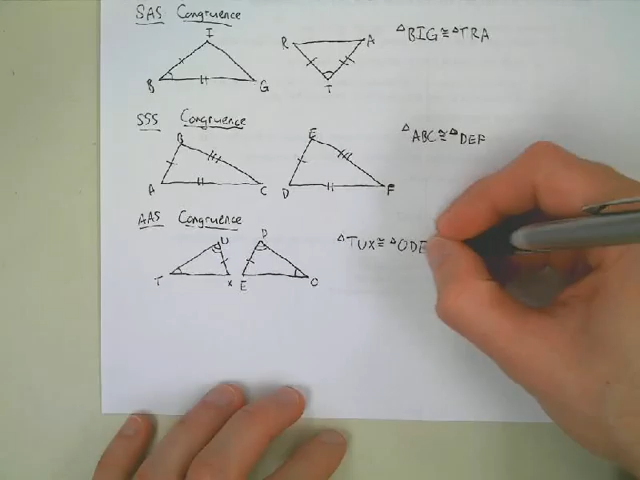 SAS Congruence
I
R
A
△BIG≅△TRA
B
G
T
SSS Congruence
B
E
△ABC≅△DEF
A
C
D
F
AAS Congruence
U
D
△TUX≅△ODE
T
X
E
O